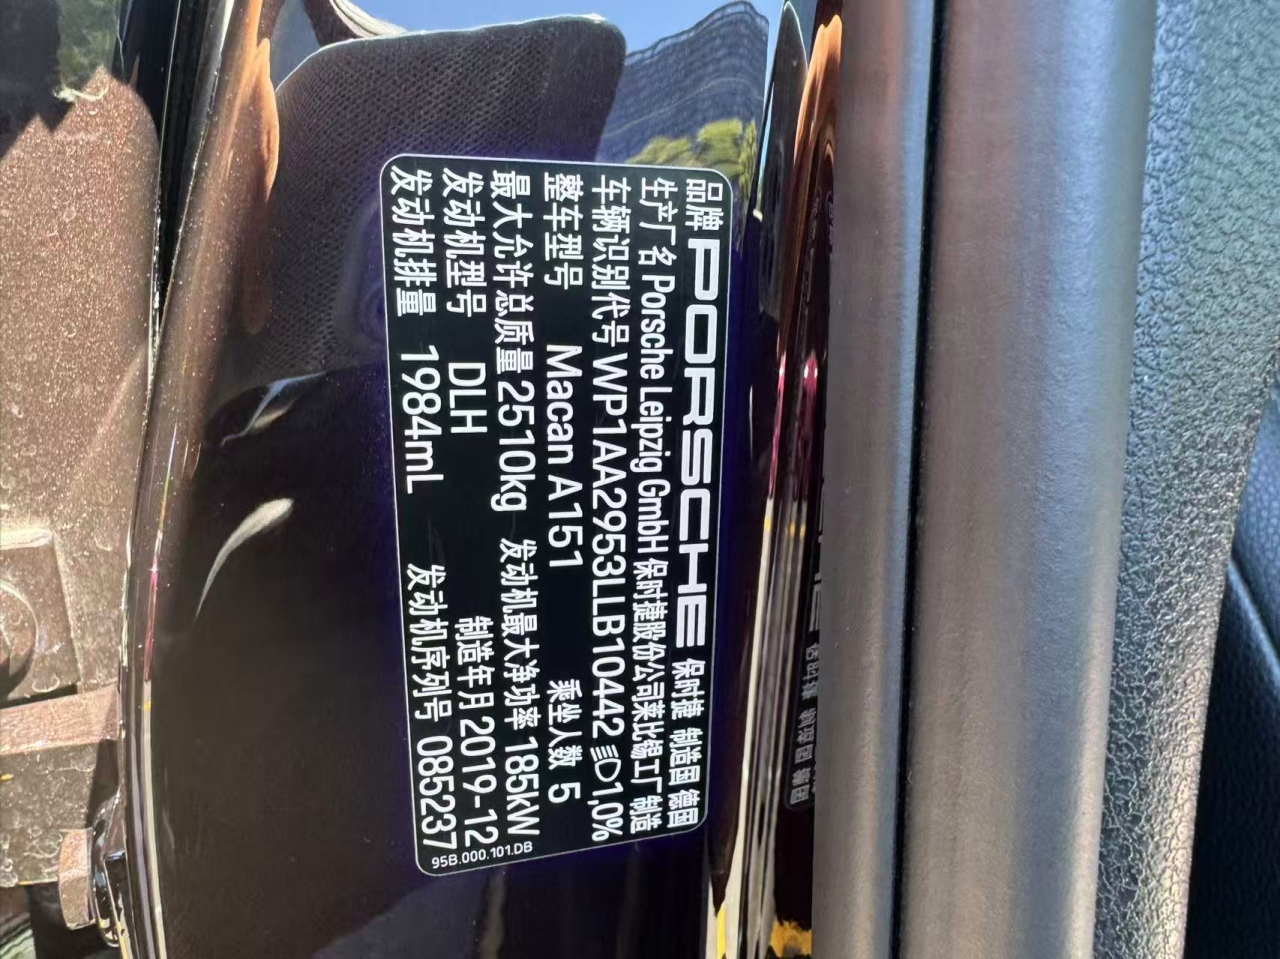 品牌 PORSCHE 保时捷 制造国 德国
生产厂名 Porsche Leipzig GmbH 保时捷股份公司莱比锡工厂 制造
车辆识别代号 WP1AA2953LLB10442 1,0%
整车型号 Macan A151 乘坐人数 5
最大允许总质量 2510kg 发动机最大净功率 185kW
发动机型号 DLH 制造年月 2019-12
发动机排量 1984mL 发动机序列号 085237
95B.000.101.DB